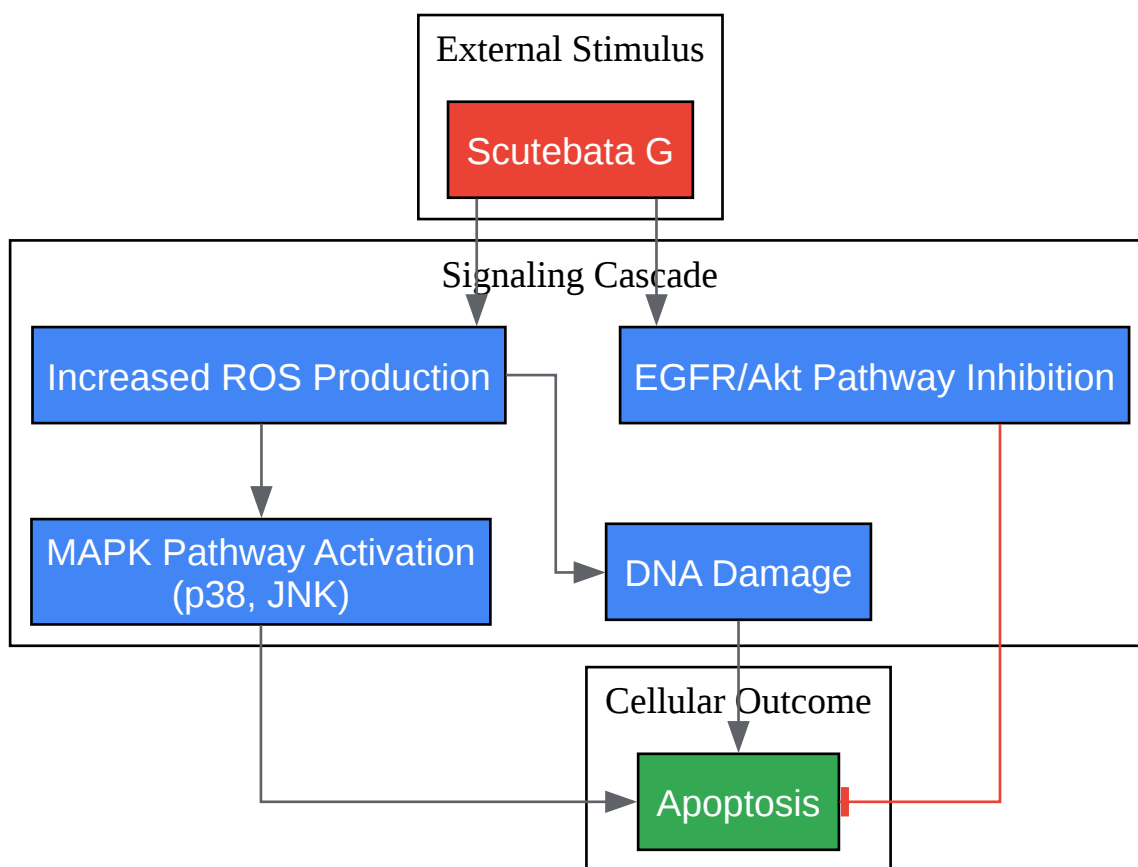 External Stimulus
Scutebata G
Signaling Cascade
Increased ROS Production
EGFR/Akt Pathway Inhibition
MAPK Pathway Activation
(p38, JNK)
DNA Damage
Cellular Outcome
Apoptosis